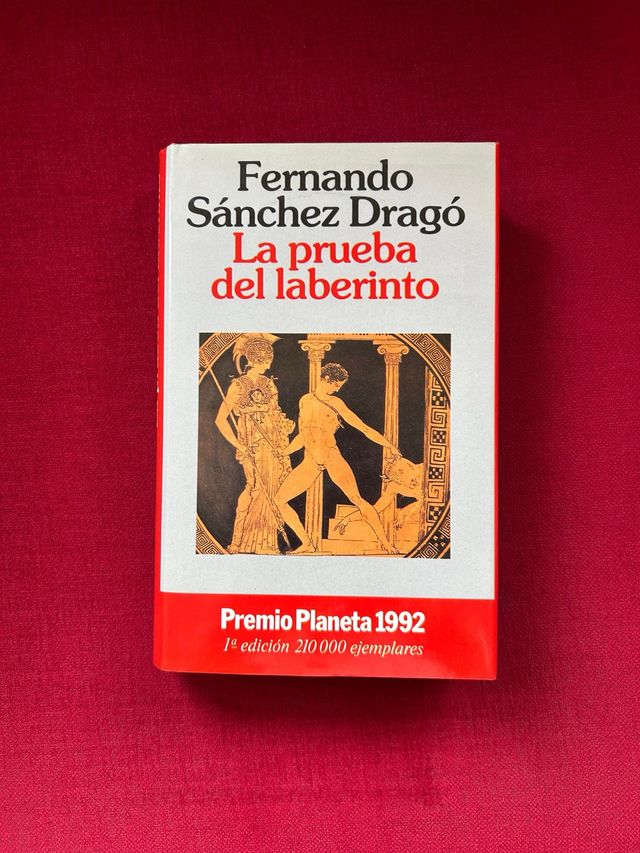 Fernando
Sánchez Dragó
La prueba
del laberinto
Premio Planeta 1992
1ª edición 210 000 ejemplares